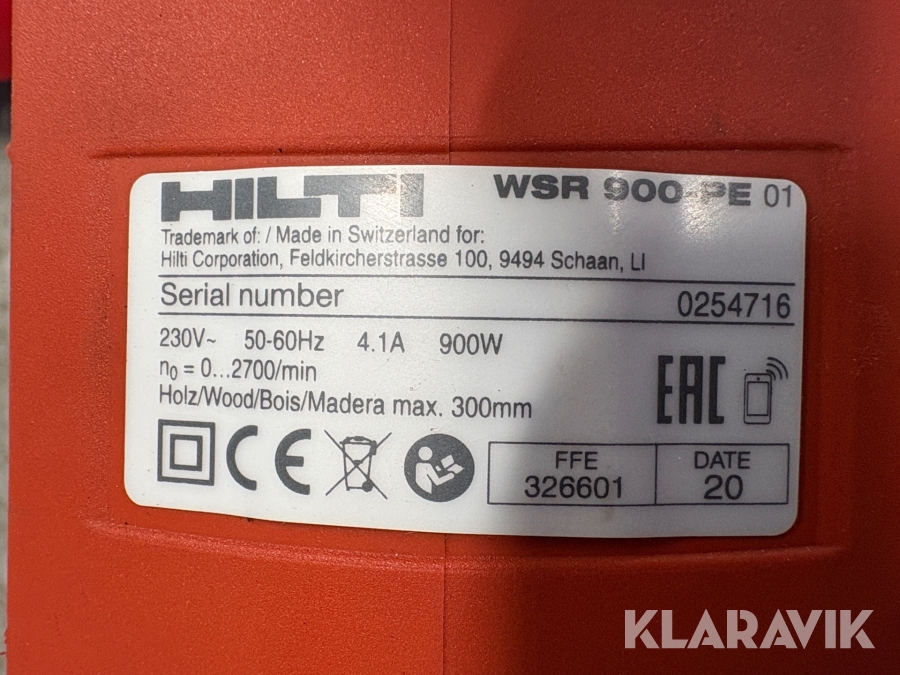 HILTI WSR 900-PE 01
Trademark of: / Made in Switzerland for:
Hilti Corporation, Feldkircherstrasse 100, 9494 Schaan, LI
Serial number 0254716
230V~ 50-60Hz 4.1A 900W
n₀ = 0...2700/min
Holz/Wood/Bois/Madera max. 300mm
EAC
CE
FFE DATE
326601 20
KLARAVIK